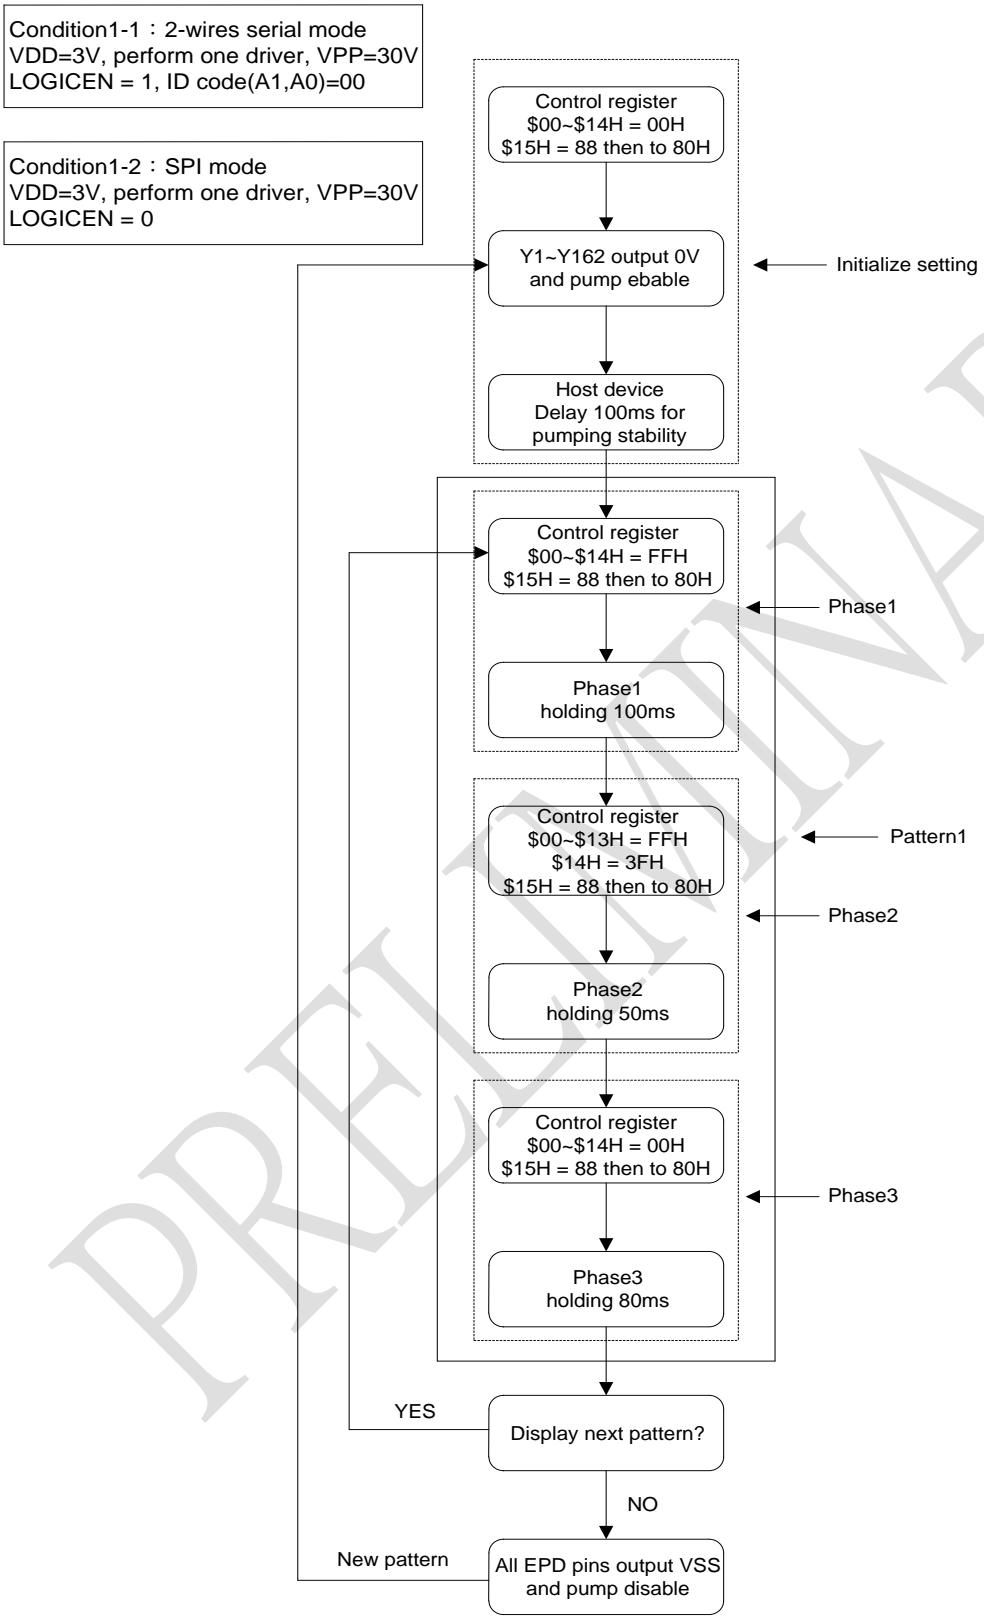 Condition1-1：2-wires serial mode
VDD=3V, perform one driver, VPP=30V
LOGICEN = 1, ID code(A1,A0)=00
Condition1-2：SPI mode
VDD=3V, perform one driver, VPP=30V
LOGICEN = 0
Control register
$00~$14H = 00H
$15H = 88 then to 80H
Y1~Y162 output 0V
and pump ebable
Initialize setting
Host device
Delay 100ms for
pumping stability
Control register
$00~$14H = FFH
$15H = 88 then to 80H
Phase1
Phase1
holding 100ms
Control register
$00~$13H = FFH
$14H = 3FH
$15H = 88 then to 80H
Pattern1
Phase2
Phase2
holding 50ms
Control register
$00~$14H = 00H
$15H = 88 then to 80H
Phase3
Phase3
holding 80ms
YES
Display next pattern?
NO
New pattern
All EPD pins output VSS
and pump disable
PRELIMINAR